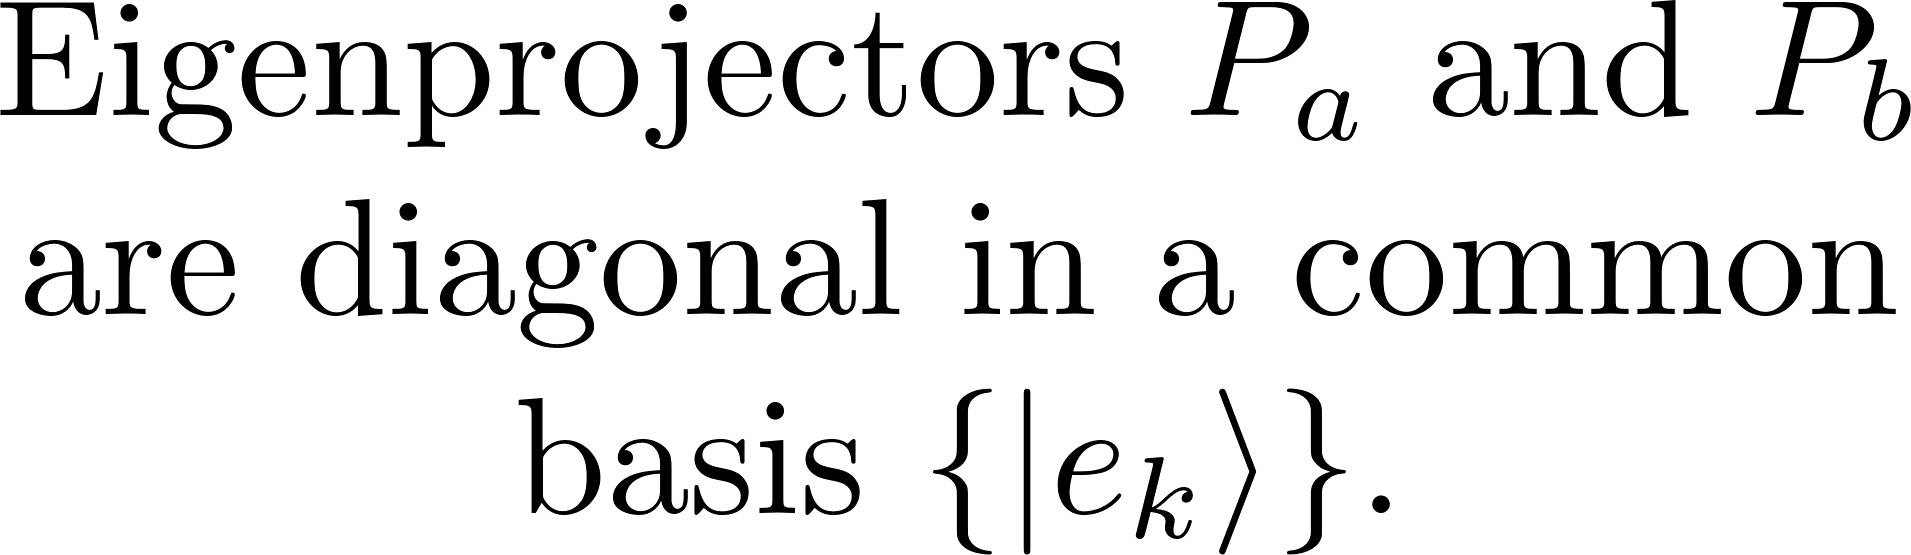 Eigenprojectors $P_a$ and $P_b$
are diagonal in a common
basis $\{|e_k\rangle\}$.